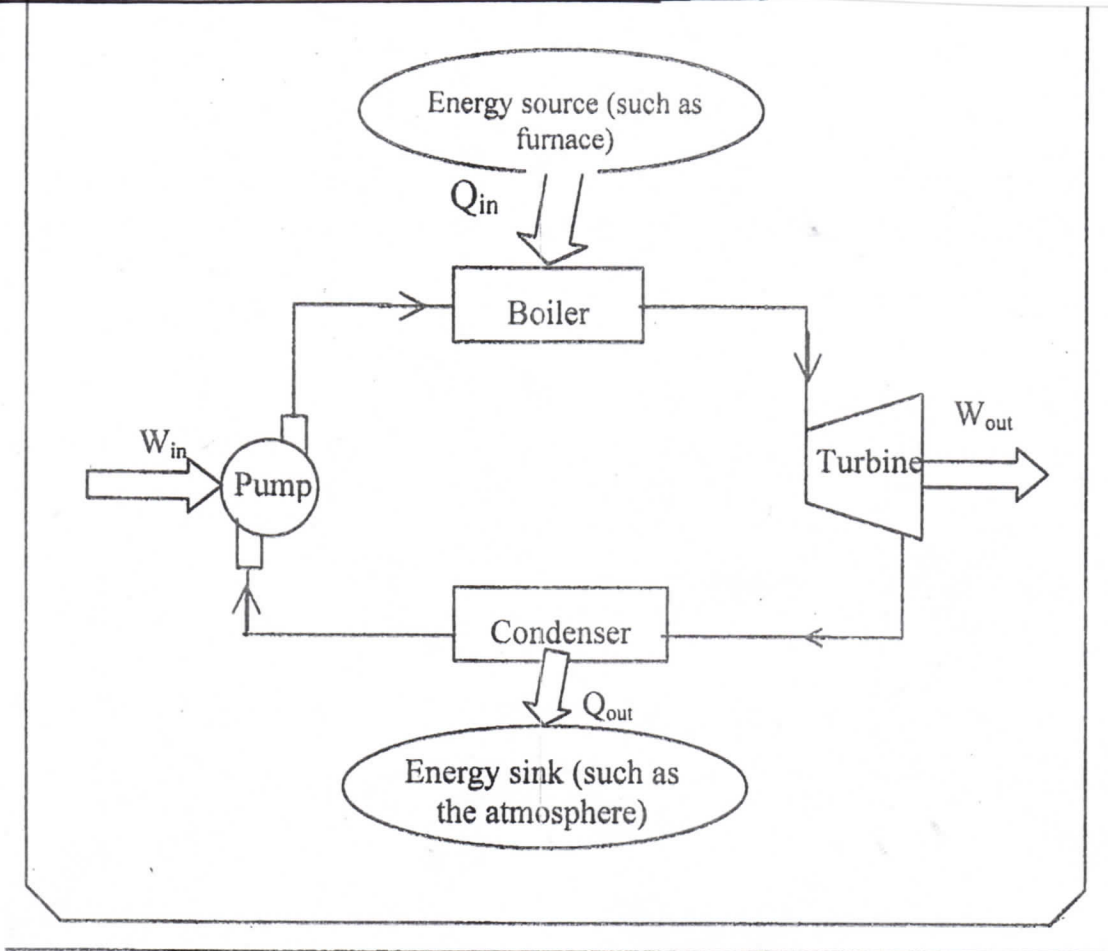 Energy source (such as
furnace)
Qin
Boiler
Win
Pump
Turbine
Wout
Condenser
Qout
Energy sink (such as
the atmosphere)